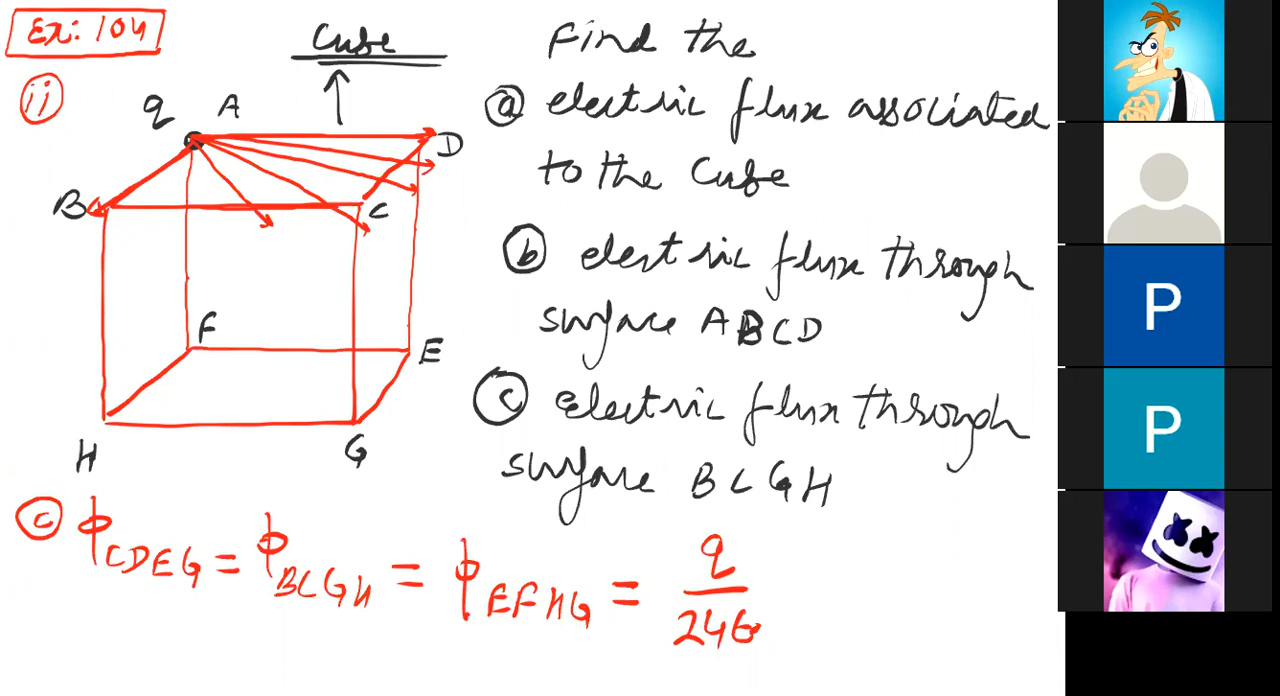 Ex: 104
ii
Cube
q A
D
B
C
F
E
H
G
Find the
a electric flux associated
to the Cube
b electric flux through
surface ABCD
c electric flux through
surface BCGH
c ϕCDEG = ϕBCGH = ϕEFHG = q/24ϵ
P
P